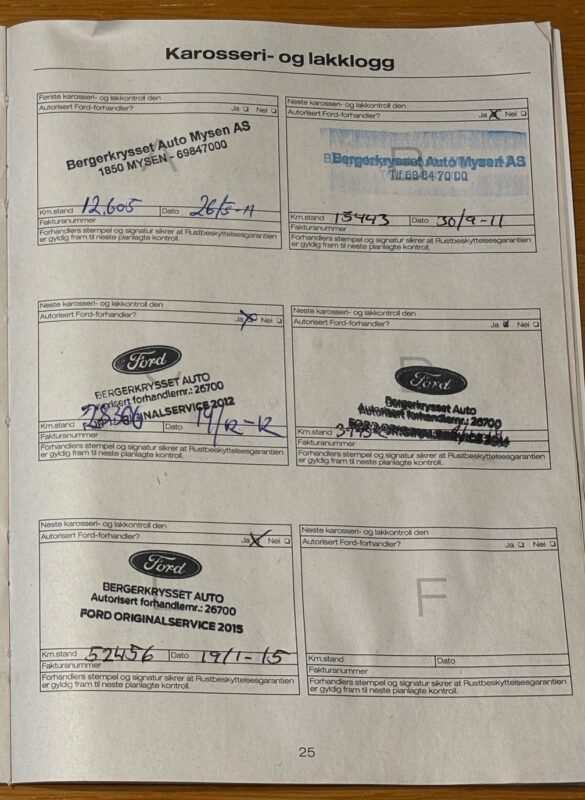 Karosseri- og lakklogg
Første karosseri- og lakkontroll den
Autorisert Ford-forhandler? Ja Nei
A
Bergerkrysset Auto Mysen AS
1850 MYSEN - 69847000
Km.stand 12.605 Dato 26/5-11
Fakturanummer
Forhandlers stempel og signatur sikrer at Rustbeskyttelsesgarantien
er gyldig fram til neste planlagte kontroll.
Neste karosseri- og lakkontroll den
Autorisert Ford-forhandler? Ja Nei
B
Bergerkrysset Auto Mysen AS
Tlf 69 84 70 00
Km.stand 15443 Dato 30/9-11
Fakturanummer
Forhandlers stempel og signatur sikrer at Rustbeskyttelsesgarantien
er gyldig fram til neste planlagte kontroll.
Neste karosseri- og lakkontroll den
Autorisert Ford-forhandler? Ja Nei
Ford
BERGERKRYSSET AUTO
Autorisert forhandlernr.: 26700
ORIGINALSERVICE 2012
Km.stand 28306 Dato 19/12-12
Fakturanummer
Forhandlers stempel og signatur sikrer at Rustbeskyttelsesgarantien
er gyldig fram til neste planlagte kontroll.
Neste karosseri- og lakkontroll den
Autorisert Ford-forhandler? Ja Nei
D
Ford
Bergerkrysset Auto
Autorisert forhandlernr.: 26700
FORD ORIGINALSERVICE
Km.stand
Fakturanummer
Forhandlers stempel og signatur sikrer at Rustbeskyttelsesgarantien
er gyldig fram til neste planlagte kontroll.
Neste karosseri- og lakkontroll den
Autorisert Ford-forhandler? Ja Nei
Ford
BERGERKRYSSET AUTO
Autorisert forhandlernr.: 26700
FORD ORIGINALSERVICE 2015
Km.stand 52456 Dato 19/1-15
Fakturanummer
Forhandlers stempel og signatur sikrer at Rustbeskyttelsesgarantien
er gyldig fram til neste planlagte kontroll.
Neste karosseri- og lakkontroll den
Autorisert Ford-forhandler? Ja Nei
F
Km.stand Dato
Fakturanummer
Forhandlers stempel og signatur sikrer at Rustbeskyttelsesgarantien
er gyldig fram til neste planlagte kontroll.
25